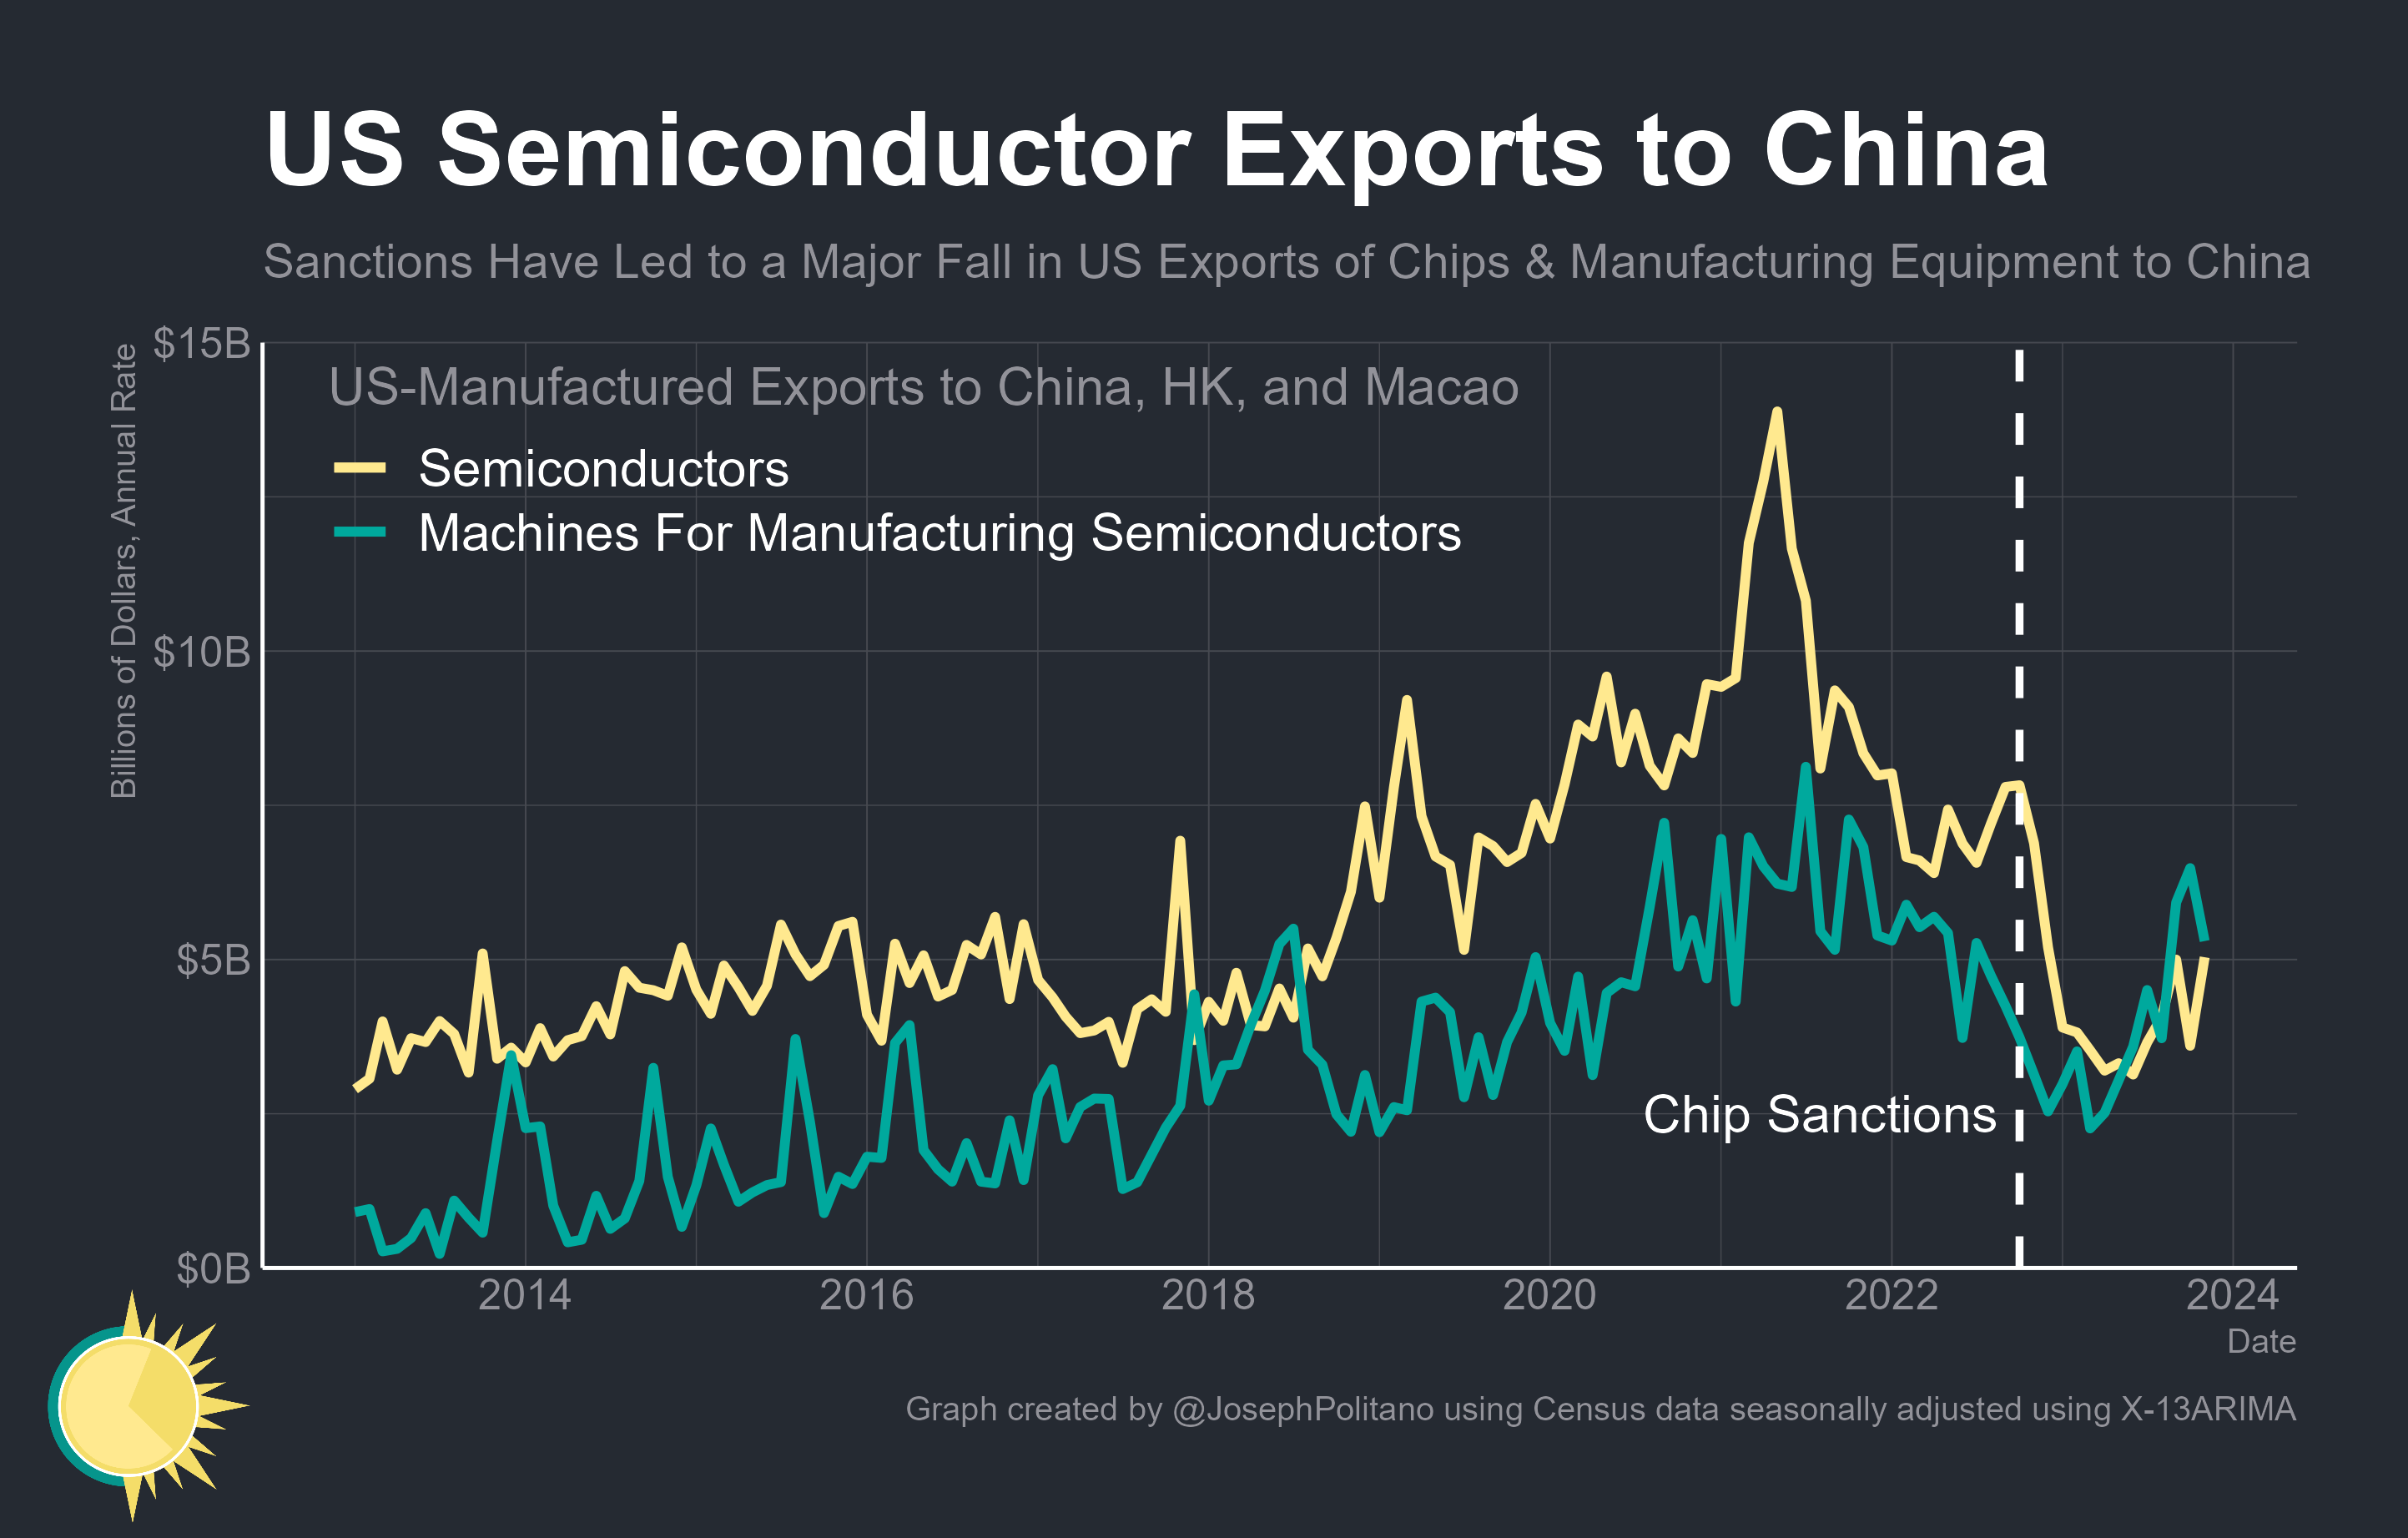 US Semiconductor Exports to China
Sanctions Have Led to a Major Fall in US Exports of Chips & Manufacturing Equipment to China
Billions of Dollars, Annual Rate
$15B
$10B
$5B
$0B
US-Manufactured Exports to China, HK, and Macao
Semiconductors
Machines For Manufacturing Semiconductors
Chip Sanctions
2014
2016
2018
2020
2022
2024
Date
Graph created by @JosephPolitano using Census data seasonally adjusted using X-13ARIMA